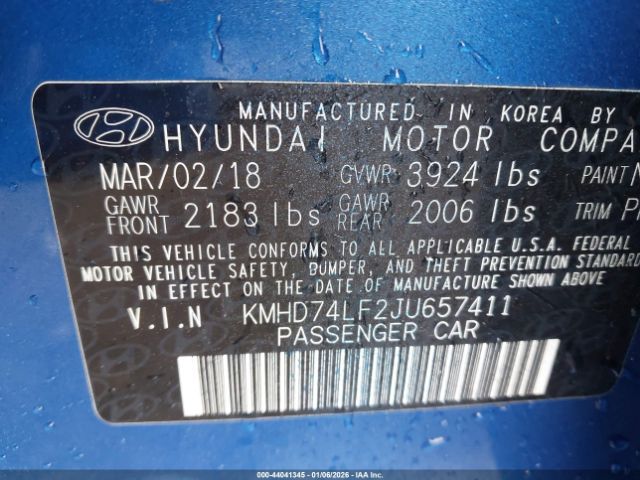 MANUFACTURED IN KOREA BY
HYUNDAI MOTOR COMPA
MAR/02/18 GVWR 3924 lbs PAINT
GAWR FRONT 2183 lbs GAWR REAR 2006 lbs TRIM P
THIS VEHICLE CONFORMS TO ALL APPLICABLE U.S.A. FEDERAL
MOTOR VEHICLE SAFETY, BUMPER, AND THEFT PREVENTION STANDARD
IN EFFECT ON THE DATE OF MANUFACTURE SHOWN ABOVE
V.I.N KMHD74LF2JU657411
PASSENGER CAR
000-44041345 | 01/06/2026 | IAA Inc.